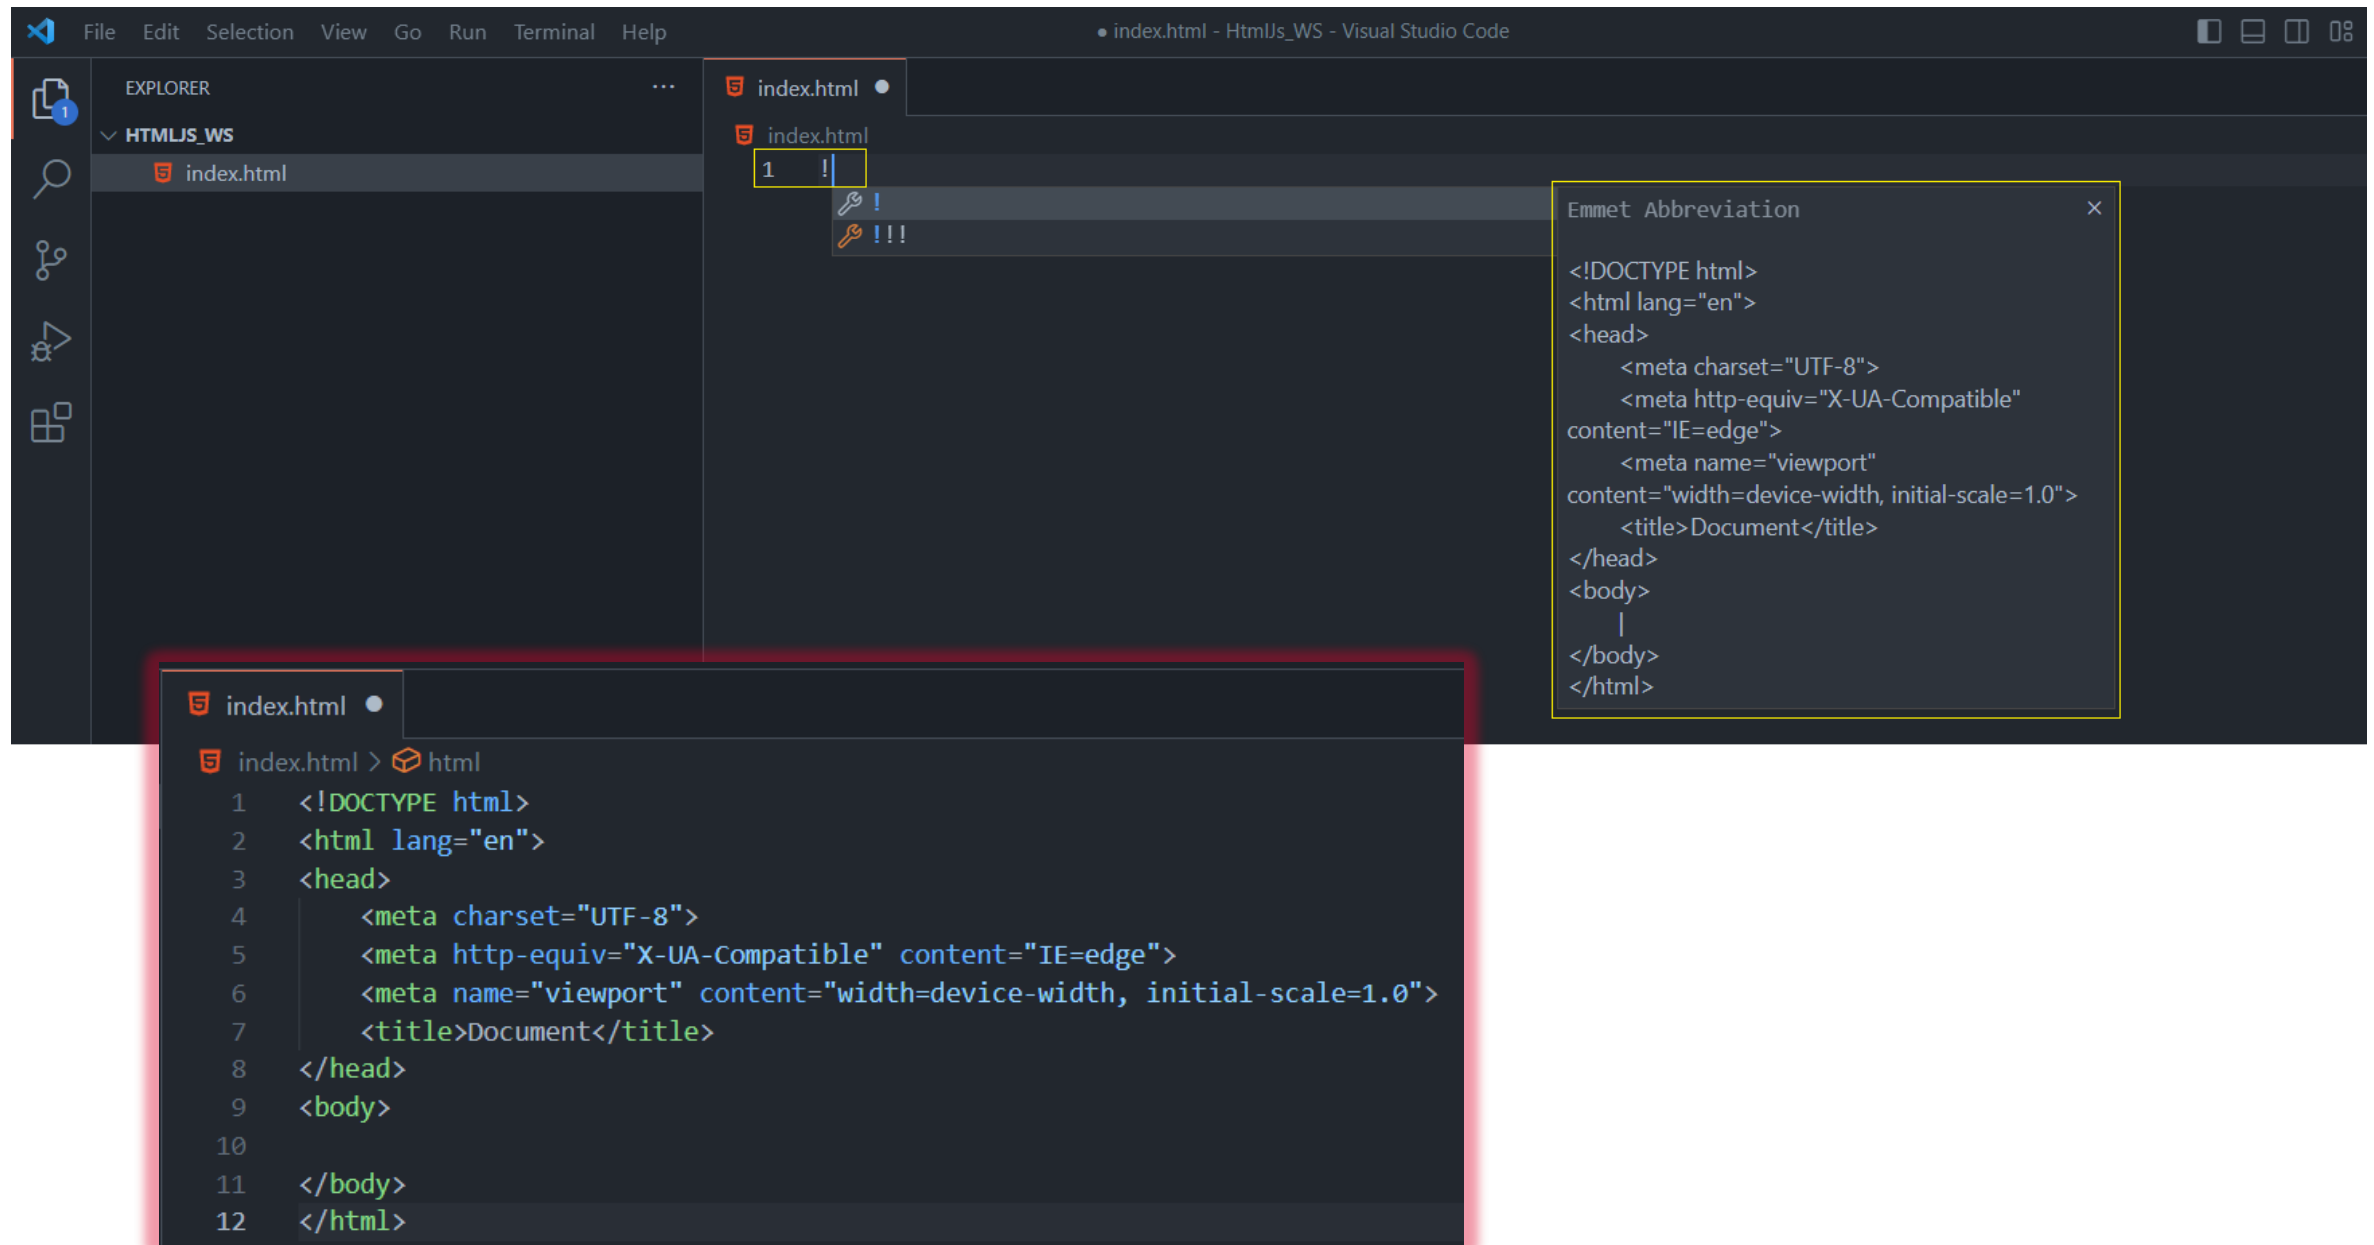 File Edit Selection View Go Run Terminal Help
● index.html - HtmlJs_WS - Visual Studio Code
1
EXPLORER ···
HTMLJS_WS
index.html
index.html ●
index.html
1 !
!
!!!
Emmet Abbreviation ×
<!DOCTYPE html>
<html lang="en">
<head>
<meta charset="UTF-8">
<meta http-equiv="X-UA-Compatible"
content="IE=edge">
<meta name="viewport"
content="width=device-width, initial-scale=1.0">
<title>Document</title>
</head>
<body>
|
</body>
</html>
index.html ●
index.html > html
1 <!DOCTYPE html>
2 <html lang="en">
3 <head>
4 <meta charset="UTF-8">
5 <meta http-equiv="X-UA-Compatible" content="IE=edge">
6 <meta name="viewport" content="width=device-width, initial-scale=1.0">
7 <title>Document</title>
8 </head>
9 <body>
10
11 </body>
12 </html>